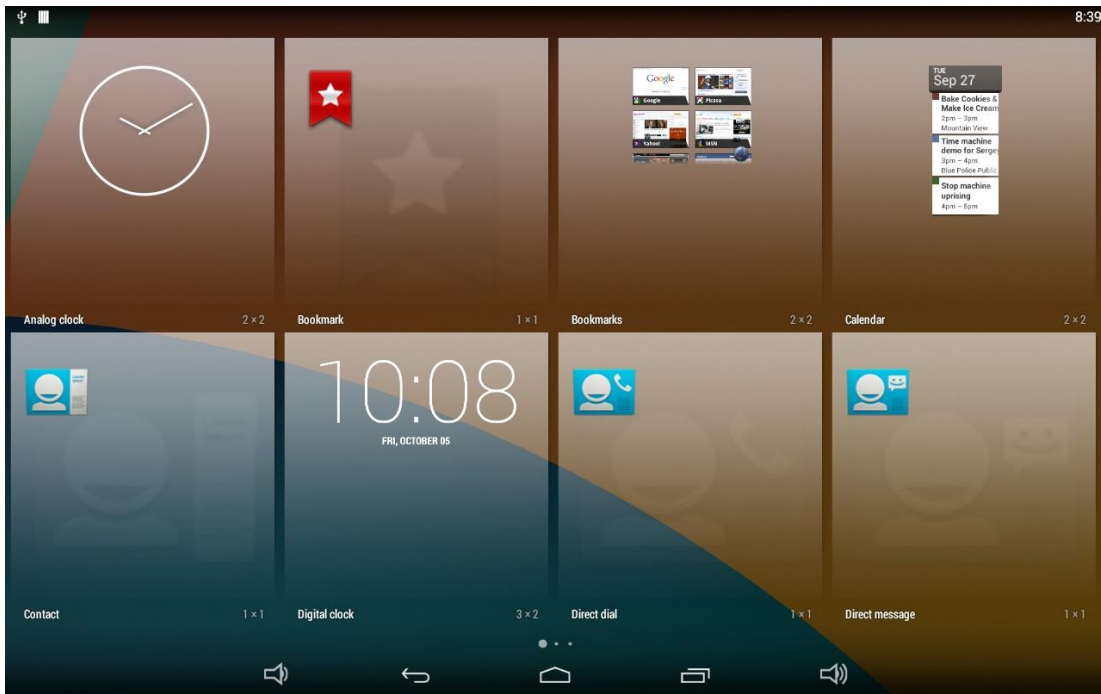 8:39
Google
Google
Picasa
Yahoo!
MSN
TUE
Sep 27
Bake Cookies &
Make Ice Cream
2pm – 3pm
Mountain View
Time machine
demo for Sergey
3pm – 4pm
Blue Police Public
Stop machine
uprising
4pm – 5pm
Analog clock 2 × 2
Bookmark 1 × 1
Bookmarks 2 × 2
Calendar 2 × 2
10:08
FRI, OCTOBER 05
Contact 1 × 1
Digital clock 3 × 2
Direct dial 1 × 1
Direct message 1 × 1